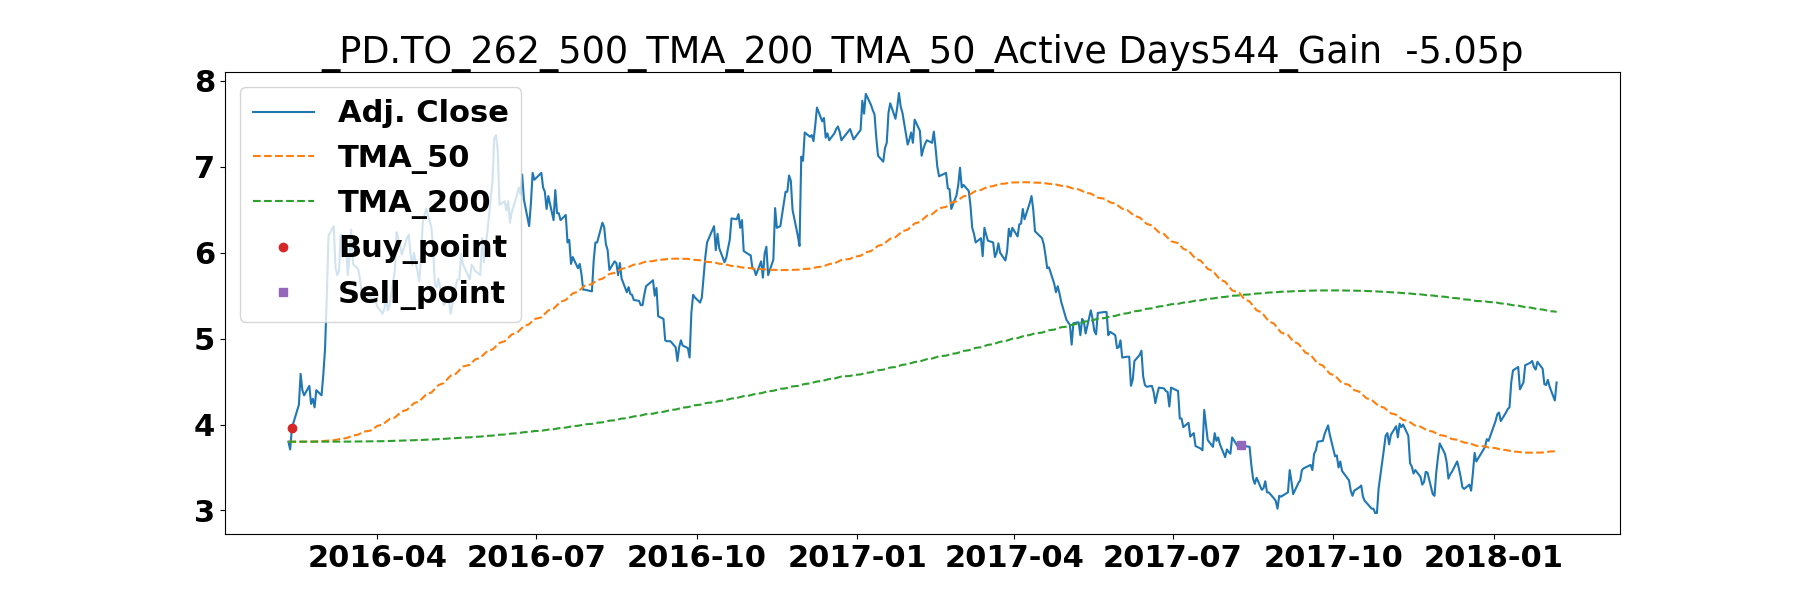 _PD.TO_262_500_TMA_200_TMA_50_Active Days544_Gain  -5.05p
8
7
6
5
4
3
Adj. Close
TMA_50
TMA_200
Buy_point
Sell_point
2016-04 2016-07 2016-10 2017-01 2017-04 2017-07 2017-10 2018-01